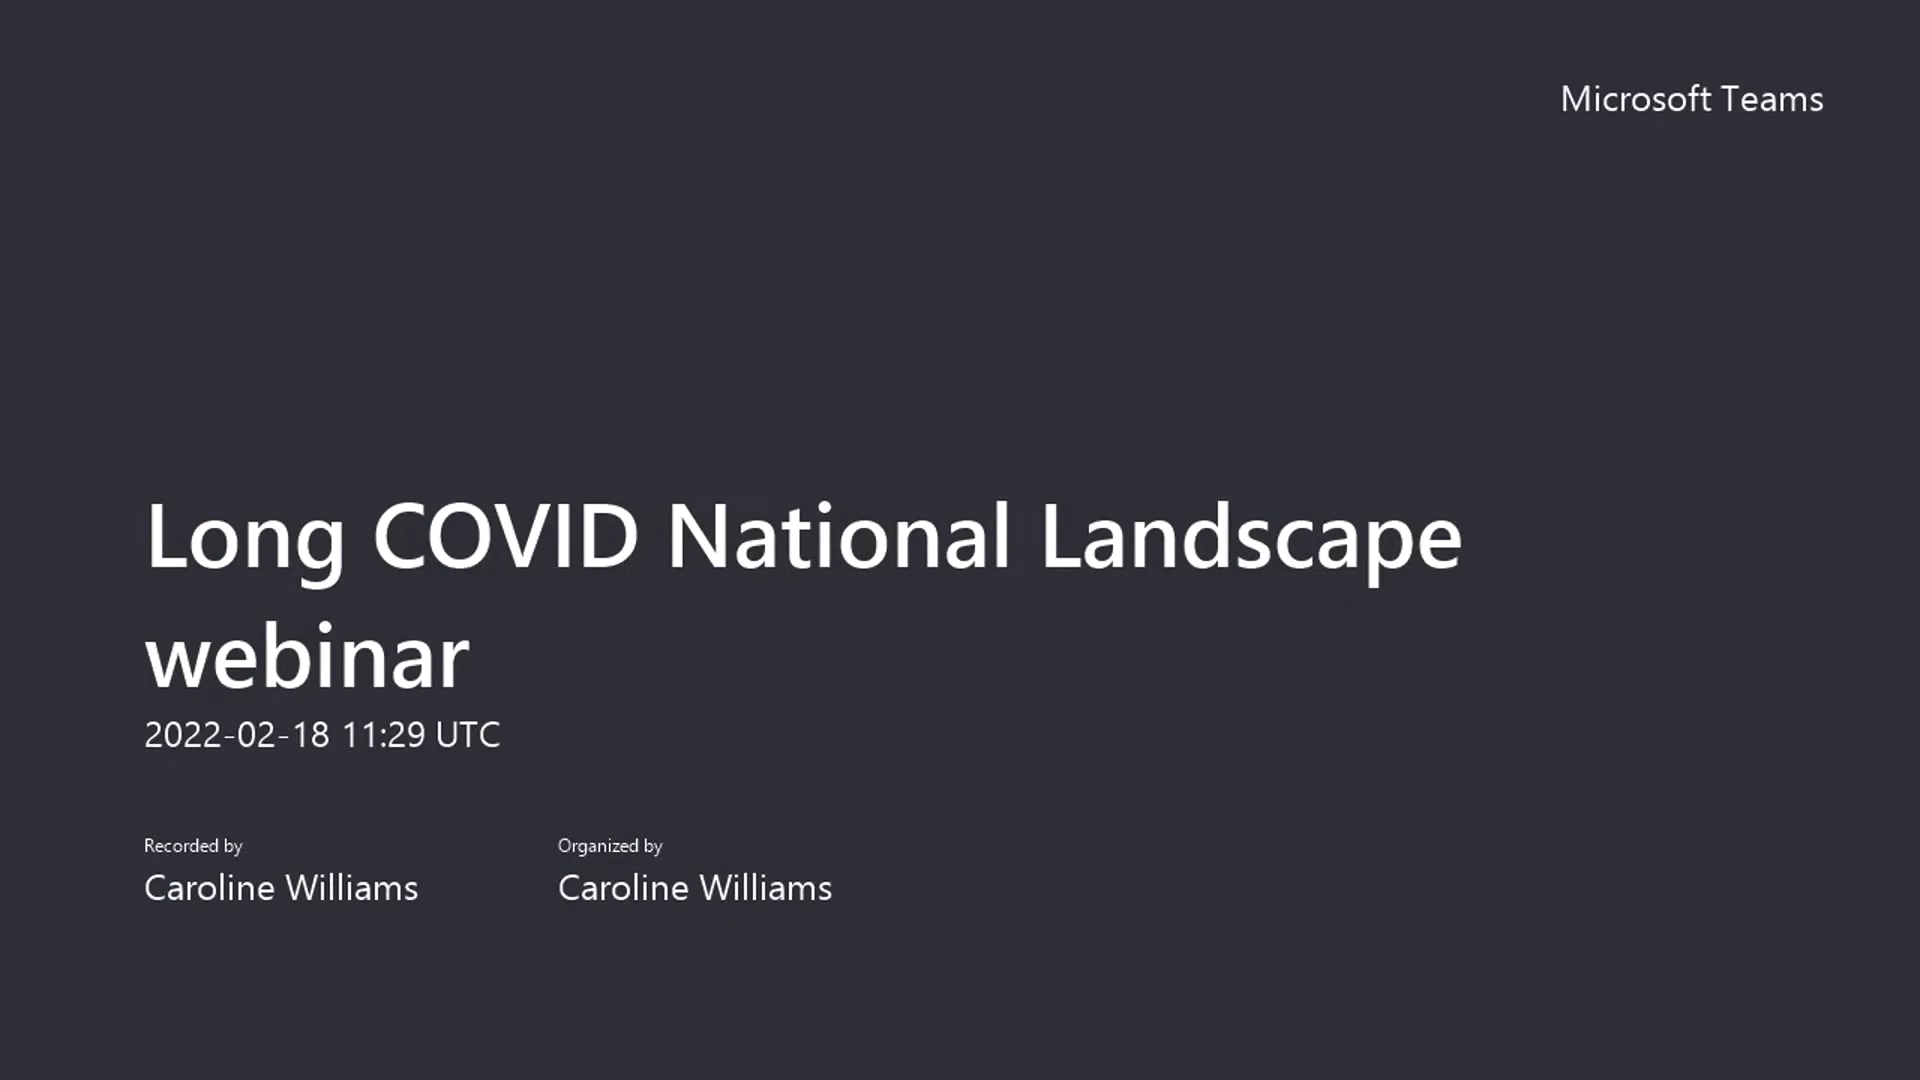 Microsoft Teams
Long COVID National Landscape
webinar
2022-02-18 11:29 UTC
Recorded by
Caroline Williams
Organized by
Caroline Williams